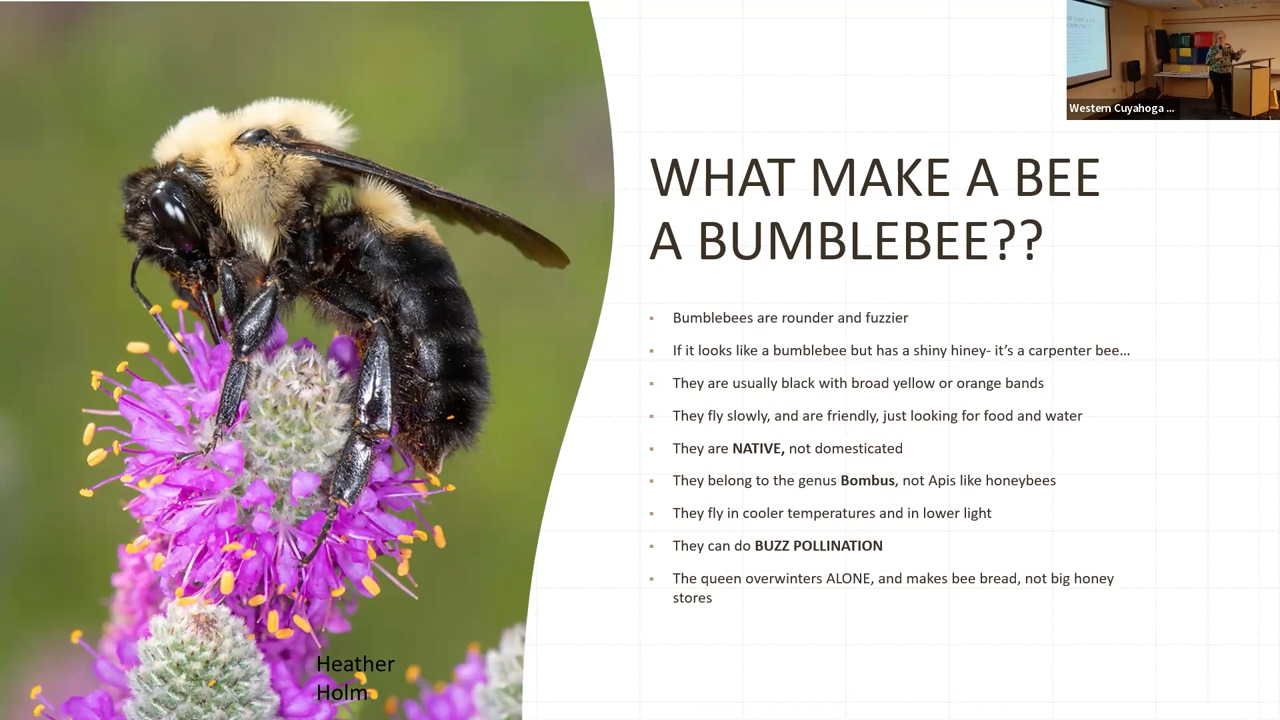 Western Cuyahoga ...
WHAT MAKE A BEE
A BUMBLEBEE??
Bumblebees are rounder and fuzzier
If it looks like a bumblebee but has a shiny hiney- it's a carpenter bee...
They are usually black with broad yellow or orange bands
They fly slowly, and are friendly, just looking for food and water
They are NATIVE, not domesticated
They belong to the genus Bombus, not Apis like honeybees
They fly in cooler temperatures and in lower light
They can do BUZZ POLLINATION
The queen overwinters ALONE, and makes bee bread, not big honey
stores
Heather
Holm